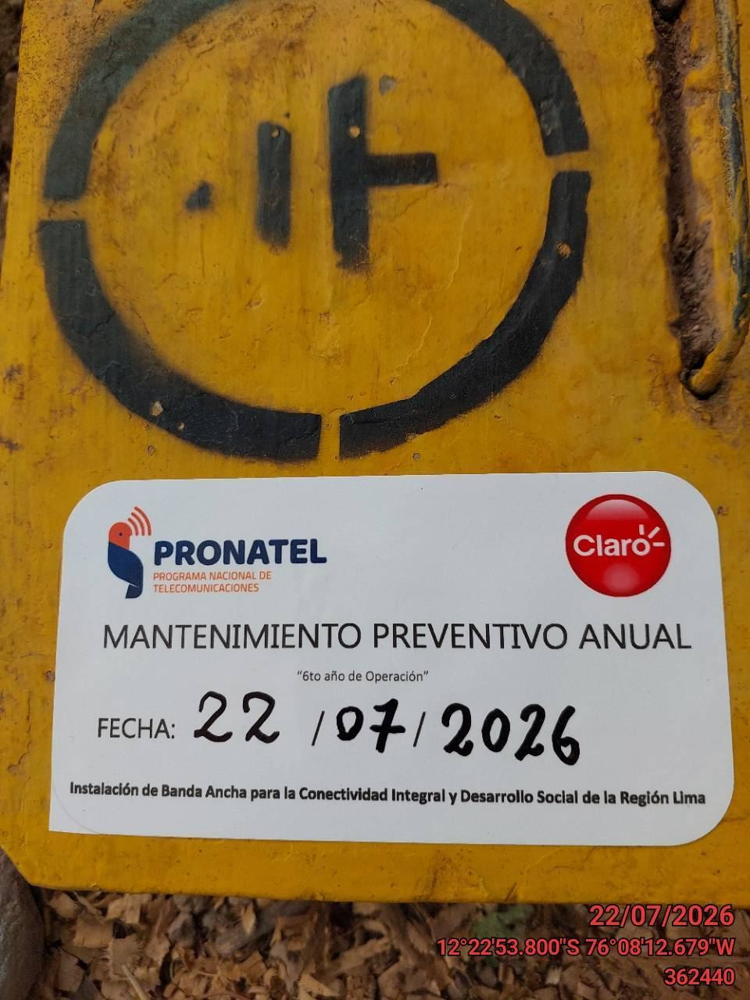 PRONATEL
PROGRAMA NACIONAL DE
TELECOMUNICACIONES
Claro
MANTENIMIENTO PREVENTIVO ANUAL
“6to año de Operación”
FECHA: 22 / 07 / 2026
Instalación de Banda Ancha para la Conectividad Integral y Desarrollo Social de la Región Lima
22/07/2026
12°22'53.800"S 76°08'12.679"W
362440